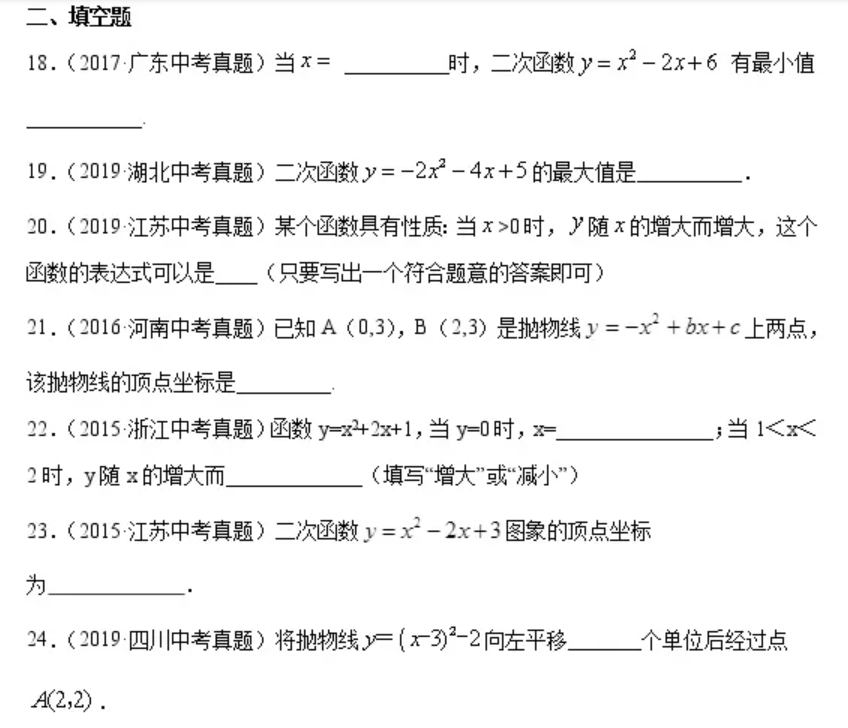 二、填空题
18.（2017·广东中考真题）当 x = ________时，二次函数 y = x² − 2x + 6 有最小值
________.
19.（2019·湖北中考真题）二次函数 y = −2x² − 4x + 5 的最大值是________．
20.（2019·江苏中考真题）某个函数具有性质：当 x >0 时，y 随 x 的增大而增大，这个
函数的表达式可以是____（只要写出一个符合题意的答案即可）
21.（2016·河南中考真题）已知 A（0,3），B（2,3）是抛物线 y = −x² + bx + c 上两点，
该抛物线的顶点坐标是________.
22.（2015·浙江中考真题）函数 y=x²+2x+1，当 y=0 时，x=____________；当 1＜x＜
2 时，y 随 x 的增大而__________（填写“增大”或“减小”）
23.（2015·江苏中考真题）二次函数 y = x² − 2x + 3 图象的顶点坐标
为__________．
24.（2019·四川中考真题）将抛物线 y=(x−3)²−2 向左平移______个单位后经过点
A(2,2)．